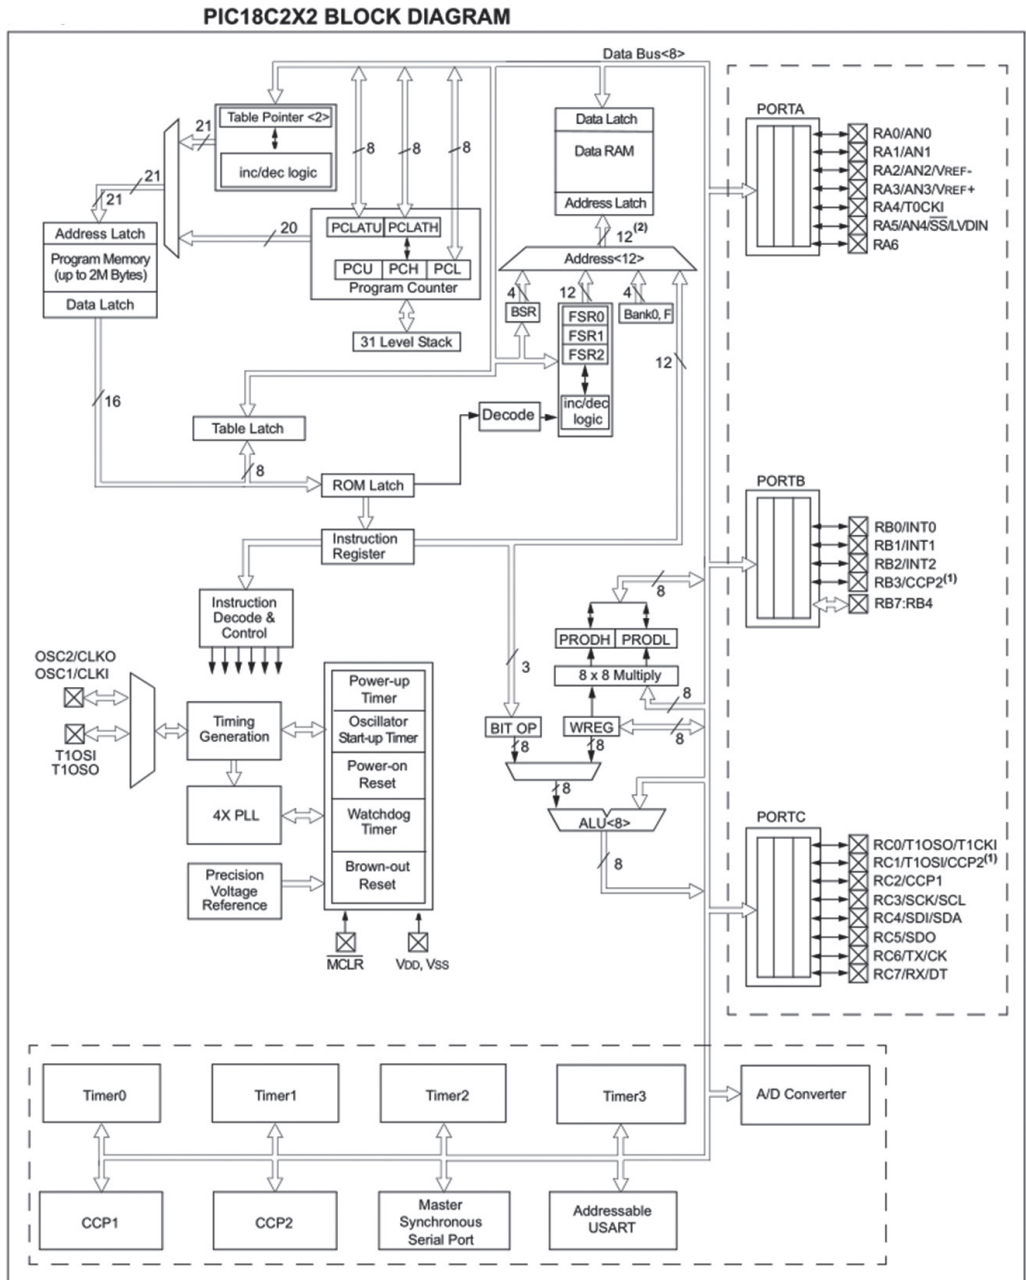 PIC18C2X2 BLOCK DIAGRAM
Data Bus<8>
Table Pointer <2>
inc/dec logic
21
21
21
8
8
8
Data Latch
Data RAM
Address Latch
12(2)
Address<12>
PORTA
RA0/AN0
RA1/AN1
RA2/AN2/VREF-
RA3/AN3/VREF+
RA4/T0CKI
RA5/AN4/SS/LVDIN
RA6
Address Latch
Program Memory
(up to 2M Bytes)
Data Latch
20
PCLATU PCLATH
PCU PCH PCL
Program Counter
31 Level Stack
4
BSR
12
FSR0
FSR1
FSR2
inc/dec
logic
4
Bank0, F
12
16
Table Latch
8
Decode
ROM Latch
Instruction
Register
PORTB
RB0/INT0
RB1/INT1
RB2/INT2
RB3/CCP2(1)
RB7:RB4
Instruction
Decode &
Control
8
PRODH PRODL
8 x 8 Multiply
3
8
BIT OP
WREG
8
8
8
8
ALU<8>
8
OSC2/CLKO
OSC1/CLKI
T1OSI
T1OSO
Timing
Generation
4X PLL
Precision
Voltage
Reference
Power-up
Timer
Oscillator
Start-up Timer
Power-on
Reset
Watchdog
Timer
Brown-out
Reset
MCLR
VDD, VSS
PORTC
RC0/T1OSO/T1CKI
RC1/T1OSI/CCP2(1)
RC2/CCP1
RC3/SCK/SCL
RC4/SDI/SDA
RC5/SDO
RC6/TX/CK
RC7/RX/DT
Timer0
Timer1
Timer2
Timer3
A/D Converter
CCP1
CCP2
Master
Synchronous
Serial Port
Addressable
USART